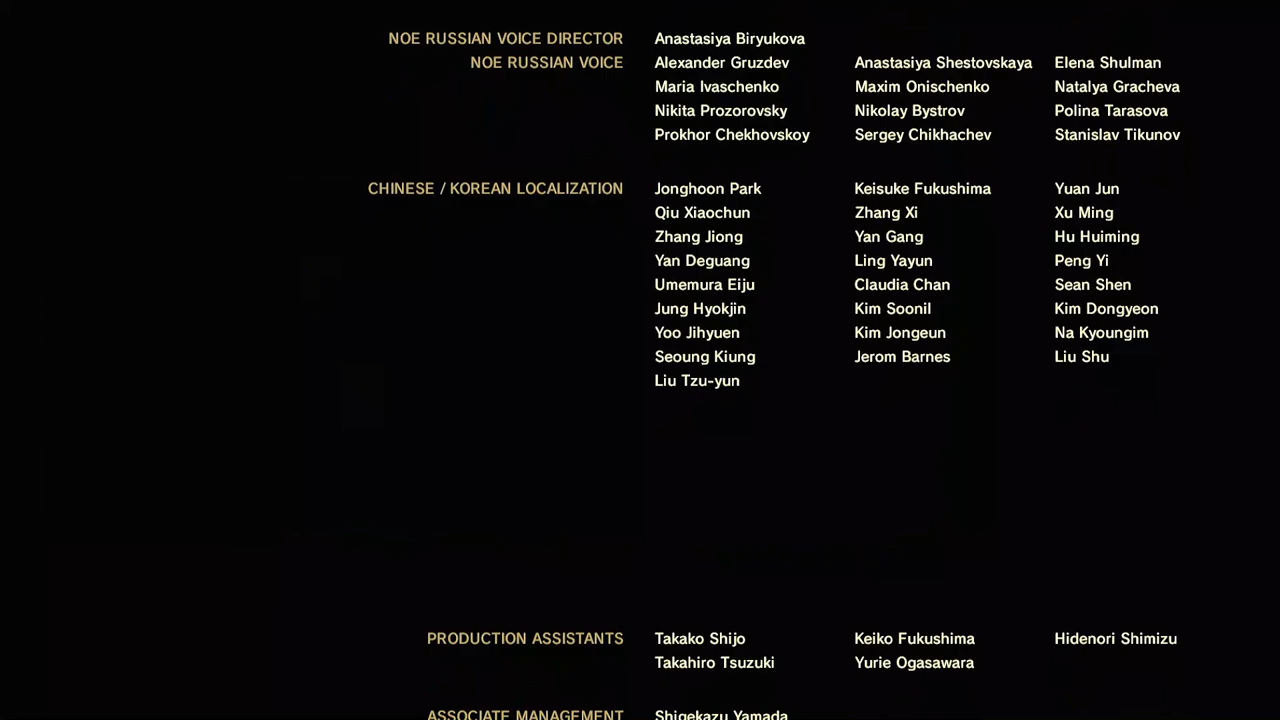 NOE RUSSIAN VOICE DIRECTOR Anastasiya Biryukova
NOE RUSSIAN VOICE Alexander Gruzdev Anastasiya Shestovskaya Elena Shulman
Maria Ivaschenko Maxim Onischenko Natalya Gracheva
Nikita Prozorovsky Nikolay Bystrov Polina Tarasova
Prokhor Chekhovskoy Sergey Chikhachev Stanislav Tikunov
CHINESE / KOREAN LOCALIZATION Jonghoon Park Keisuke Fukushima Yuan Jun
Qiu Xiaochun Zhang Xi Xu Ming
Zhang Jiong Yan Gang Hu Huiming
Yan Deguang Ling Yayun Peng Yi
Umemura Eiju Claudia Chan Sean Shen
Jung Hyokjin Kim Soonil Kim Dongyeon
Yoo Jihyuen Kim Jongeun Na Kyoungim
Seoung Kiung Jerom Barnes Liu Shu
Liu Tzu-yun
PRODUCTION ASSISTANTS Takako Shijo Keiko Fukushima Hidenori Shimizu
Takahiro Tsuzuki Yurie Ogasawara
ASSOCIATE MANAGEMENT Shigekazu Yamada